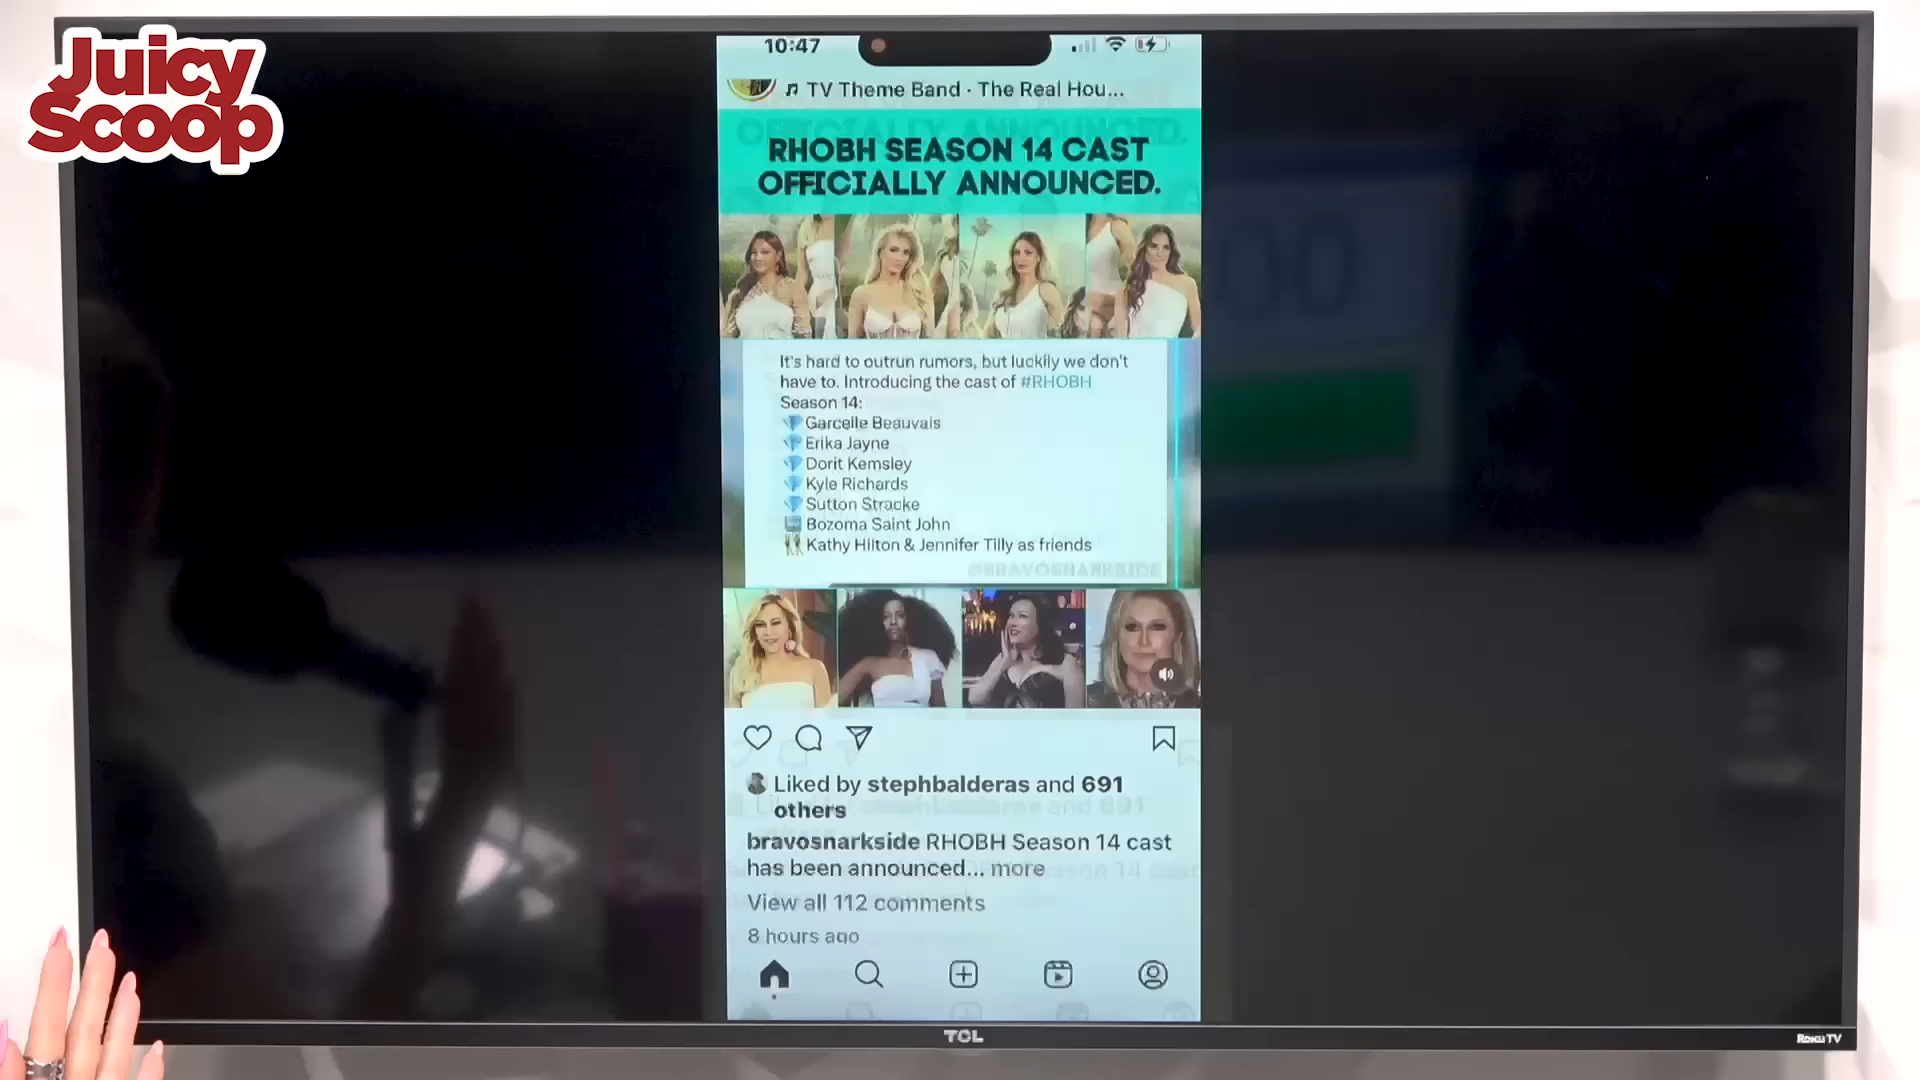 Juicy
Scoop
10:47
TV Theme Band · The Real Hou...
RHOBH SEASON 14 CAST
OFFICIALLY ANNOUNCED.
It's hard to outrun rumors, but luckily we don't
have to. Introducing the cast of #RHOBH
Season 14:
Garcelle Beauvais
Erika Jayne
Dorit Kemsley
Kyle Richards
Sutton Stracke
Bozoma Saint John
Kathy Hilton & Jennifer Tilly as friends
@BRAVOSNARKSIDE
Liked by stephbalderas and 691
others
bravosnarkside RHOBH Season 14 cast
has been announced... more
View all 112 comments
8 hours ago
TCL
Roku TV